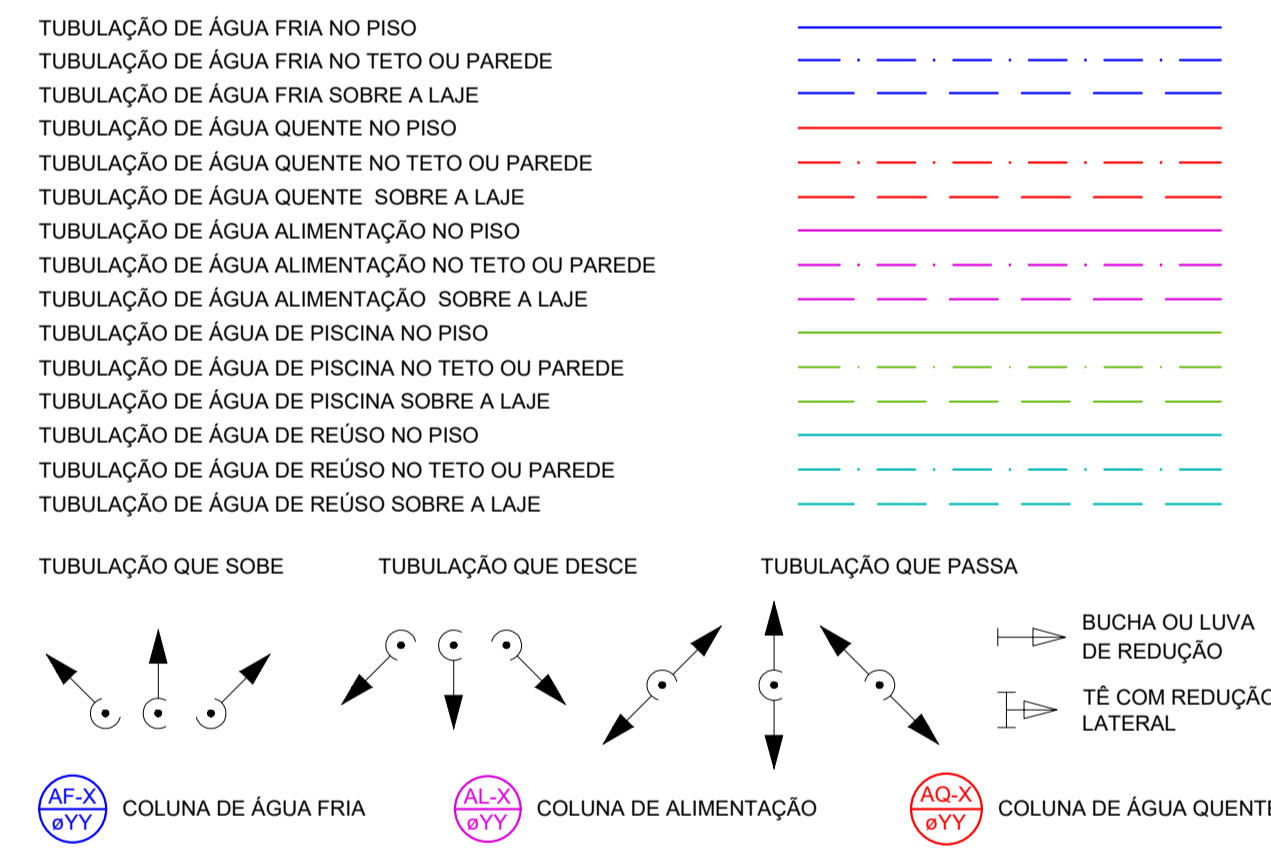 TUBULAÇÃO DE ÁGUA FRIA NO PISO
TUBULAÇÃO DE ÁGUA FRIA NO TETO OU PAREDE
TUBULAÇÃO DE ÁGUA FRIA SOBRE A LAJE
TUBULAÇÃO DE ÁGUA QUENTE NO PISO
TUBULAÇÃO DE ÁGUA QUENTE NO TETO OU PAREDE
TUBULAÇÃO DE ÁGUA QUENTE SOBRE A LAJE
TUBULAÇÃO DE ÁGUA ALIMENTAÇÃO NO PISO
TUBULAÇÃO DE ÁGUA ALIMENTAÇÃO NO TETO OU PAREDE
TUBULAÇÃO DE ÁGUA ALIMENTAÇÃO SOBRE A LAJE
TUBULAÇÃO DE ÁGUA DE PISCINA NO PISO
TUBULAÇÃO DE ÁGUA DE PISCINA NO TETO OU PAREDE
TUBULAÇÃO DE ÁGUA DE PISCINA SOBRE A LAJE
TUBULAÇÃO DE ÁGUA DE REÚSO NO PISO
TUBULAÇÃO DE ÁGUA DE REÚSO NO TETO OU PAREDE
TUBULAÇÃO DE ÁGUA DE REÚSO SOBRE A LAJE
TUBULAÇÃO QUE SOBE
TUBULAÇÃO QUE DESCE
TUBULAÇÃO QUE PASSA
BUCHA OU LUVA
DE REDUÇÃO
TÊ COM REDUÇÃO
LATERAL
AF-X
øYY
COLUNA DE ÁGUA FRIA
AL-X
øYY
COLUNA DE ALIMENTAÇÃO
AQ-X
øYY
COLUNA DE ÁGUA QUENTE